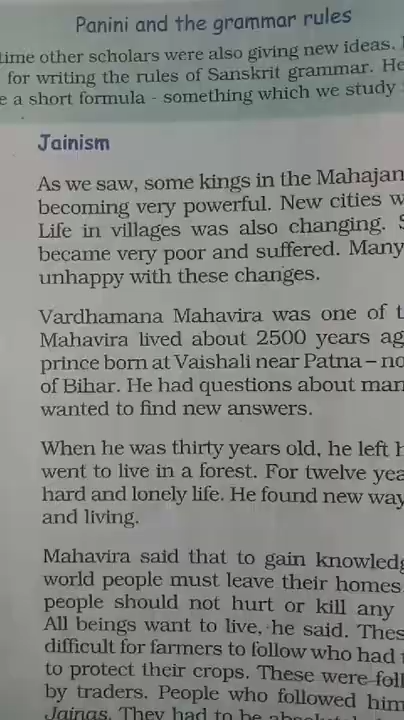 Panini and the grammar rules
time other scholars were also giving new ideas.
for writing the rules of Sanskrit grammar. He
a short formula - something which we study
Jainism
As we saw, some kings in the Mahajan
becoming very powerful. New cities w
Life in villages was also changing. S
became very poor and suffered. Many
unhappy with these changes.
Vardhamana Mahavira was one of t
Mahavira lived about 2500 years ag
prince born at Vaishali near Patna – no
of Bihar. He had questions about man
wanted to find new answers.
When he was thirty years old, he left h
went to live in a forest. For twelve yea
hard and lonely life. He found new way
and living.
Mahavira said that to gain knowledg
world people must leave their homes
people should not hurt or kill any
All beings want to live, he said. Thes
difficult for farmers to follow who had
to protect their crops. These were foll
by traders. People who followed him
Jainas. They had to be